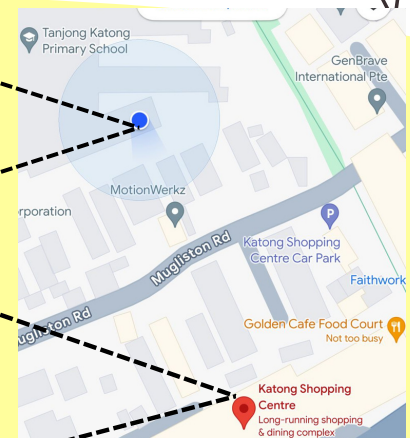 Tanjong Katong
Primary School
GenBrave
International Pte
MotionWerkz
rporation
Mugliston Rd
Katong Shopping
Centre Car Park
Faithwork
ugliston Rd
Golden Cafe Food Court
Not too busy
Katong Shopping
Centre
Long-running shopping
& dining complex
P